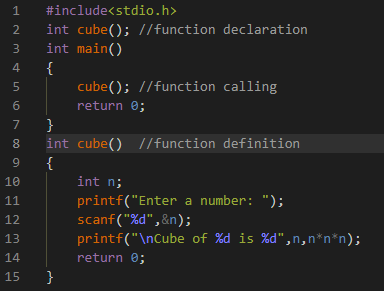 1 #include<stdio.h>
2 int cube(); //function declaration
3 int main()
4 {
5 cube(); //function calling
6 return 0;
7 }
8 int cube() //function definition
9 {
10 int n;
11 printf("Enter a number: ");
12 scanf("%d",&n);
13 printf("\nCube of %d is %d",n,n*n*n);
14 return 0;
15 }